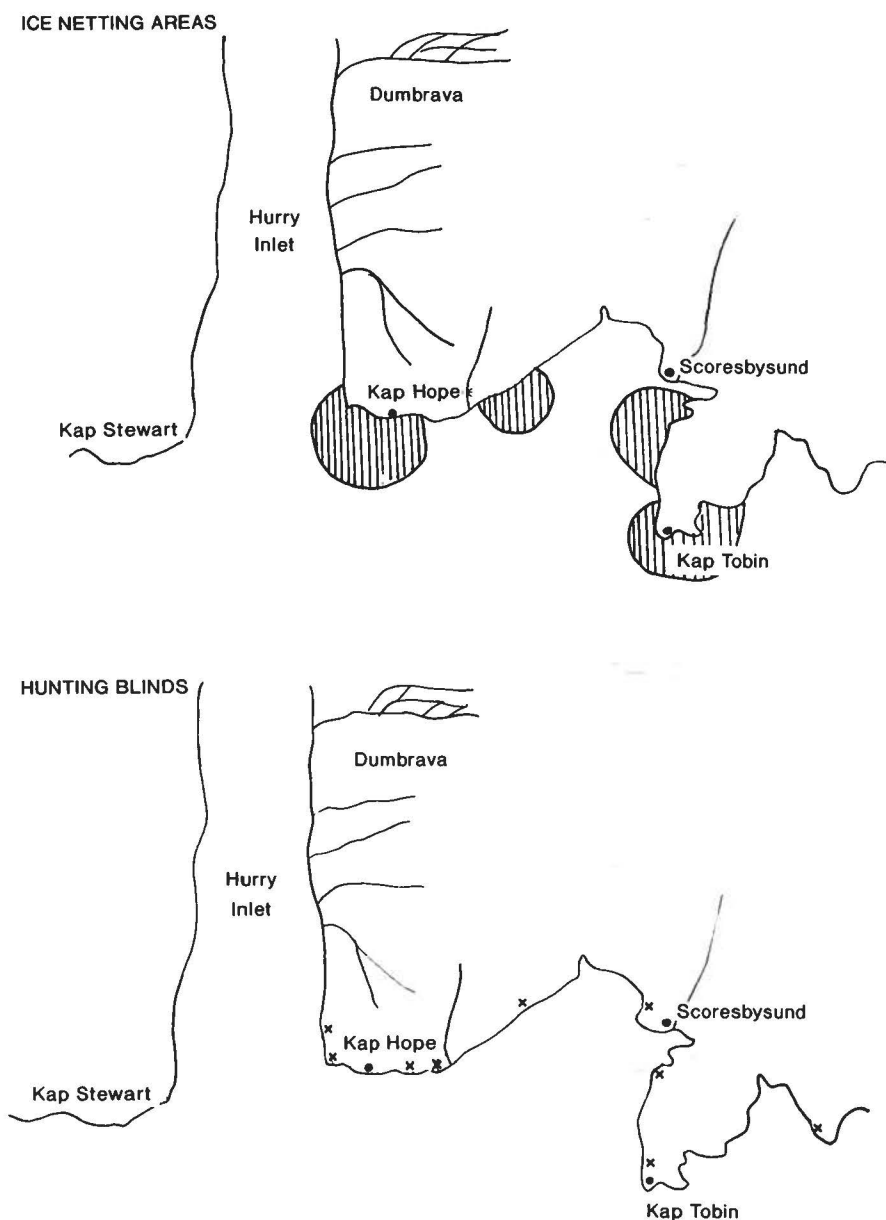 ICE NETTING AREAS
Dumbrava
Hurry
Inlet
Scoresbysund
Kap Hope
Kap Stewart
Kap Tobin
HUNTING BLINDS
Dumbrava
Hurry
Inlet
Scoresbysund
Kap Hope
Kap Stewart
Kap Tobin